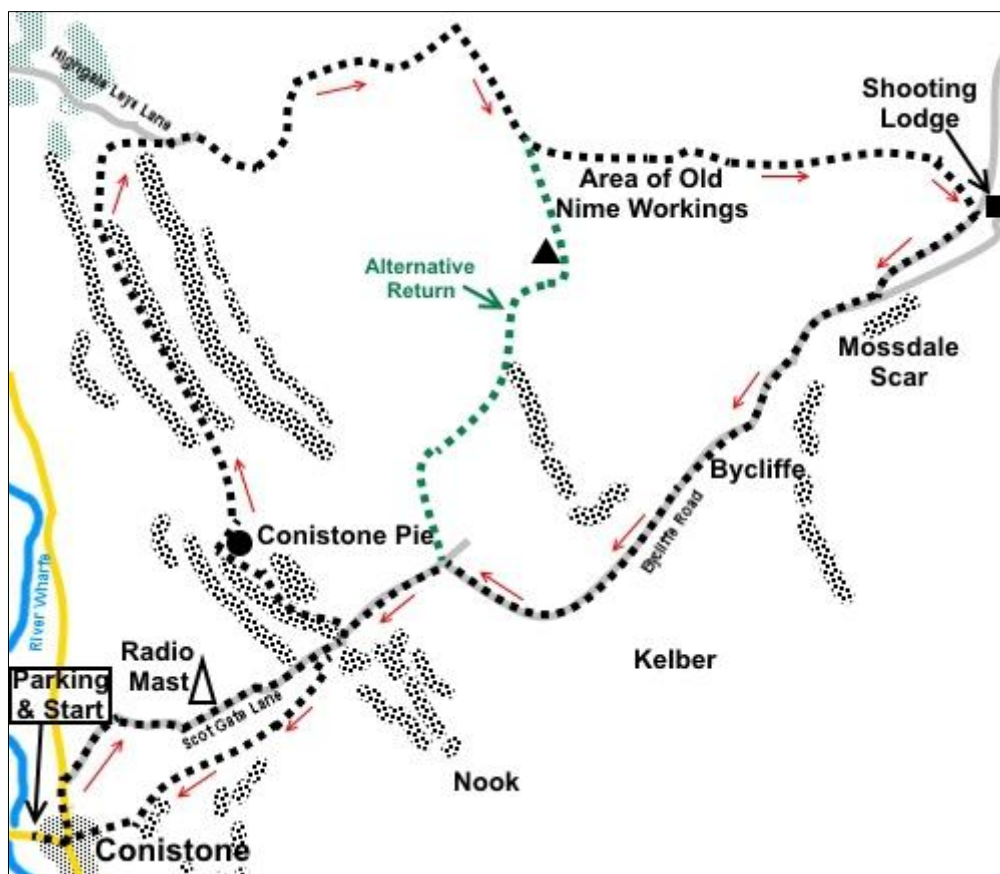 Highgate Leys Lane
Shooting
Lodge
Area of Old
Nime Workings
Alternative
Return
Mossdale
Scar
Bycliffe
Bycliffe Road
Conistone Pie
River Wharfe
Kelber
Radio
Mast
Parking
& Start
Scot Gate Lane
Nook
Conistone